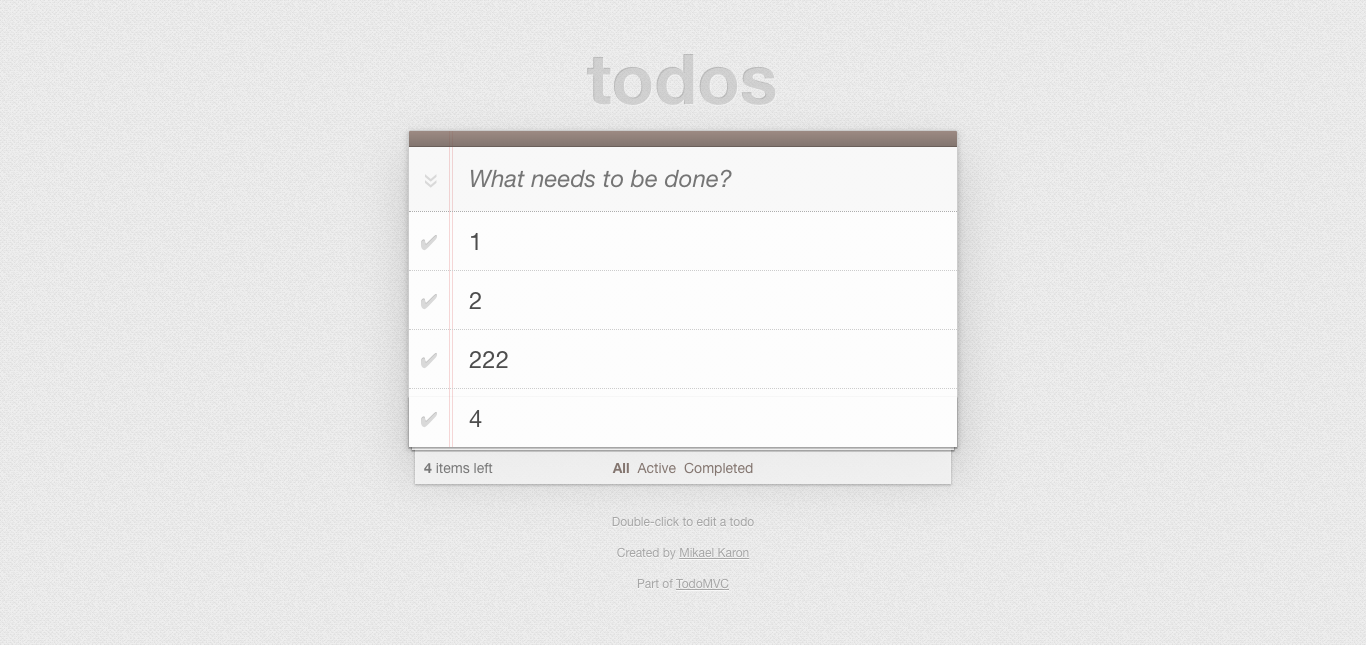 todos
What needs to be done?
1
2
222
4
4 items left All Active Completed
Double-click to edit a todo
Created by Mikael Karon
Part of TodoMVC